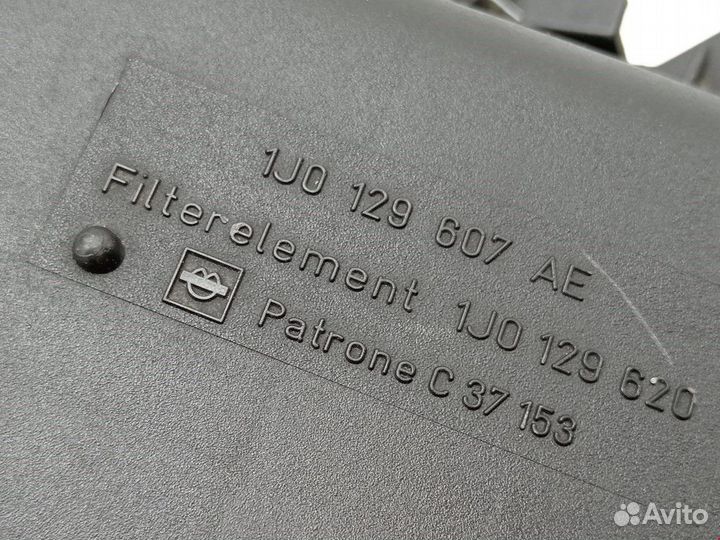 1J0 129 607 AE
Filterelement 1J0 129 620
Patrone C 37 153
Avito